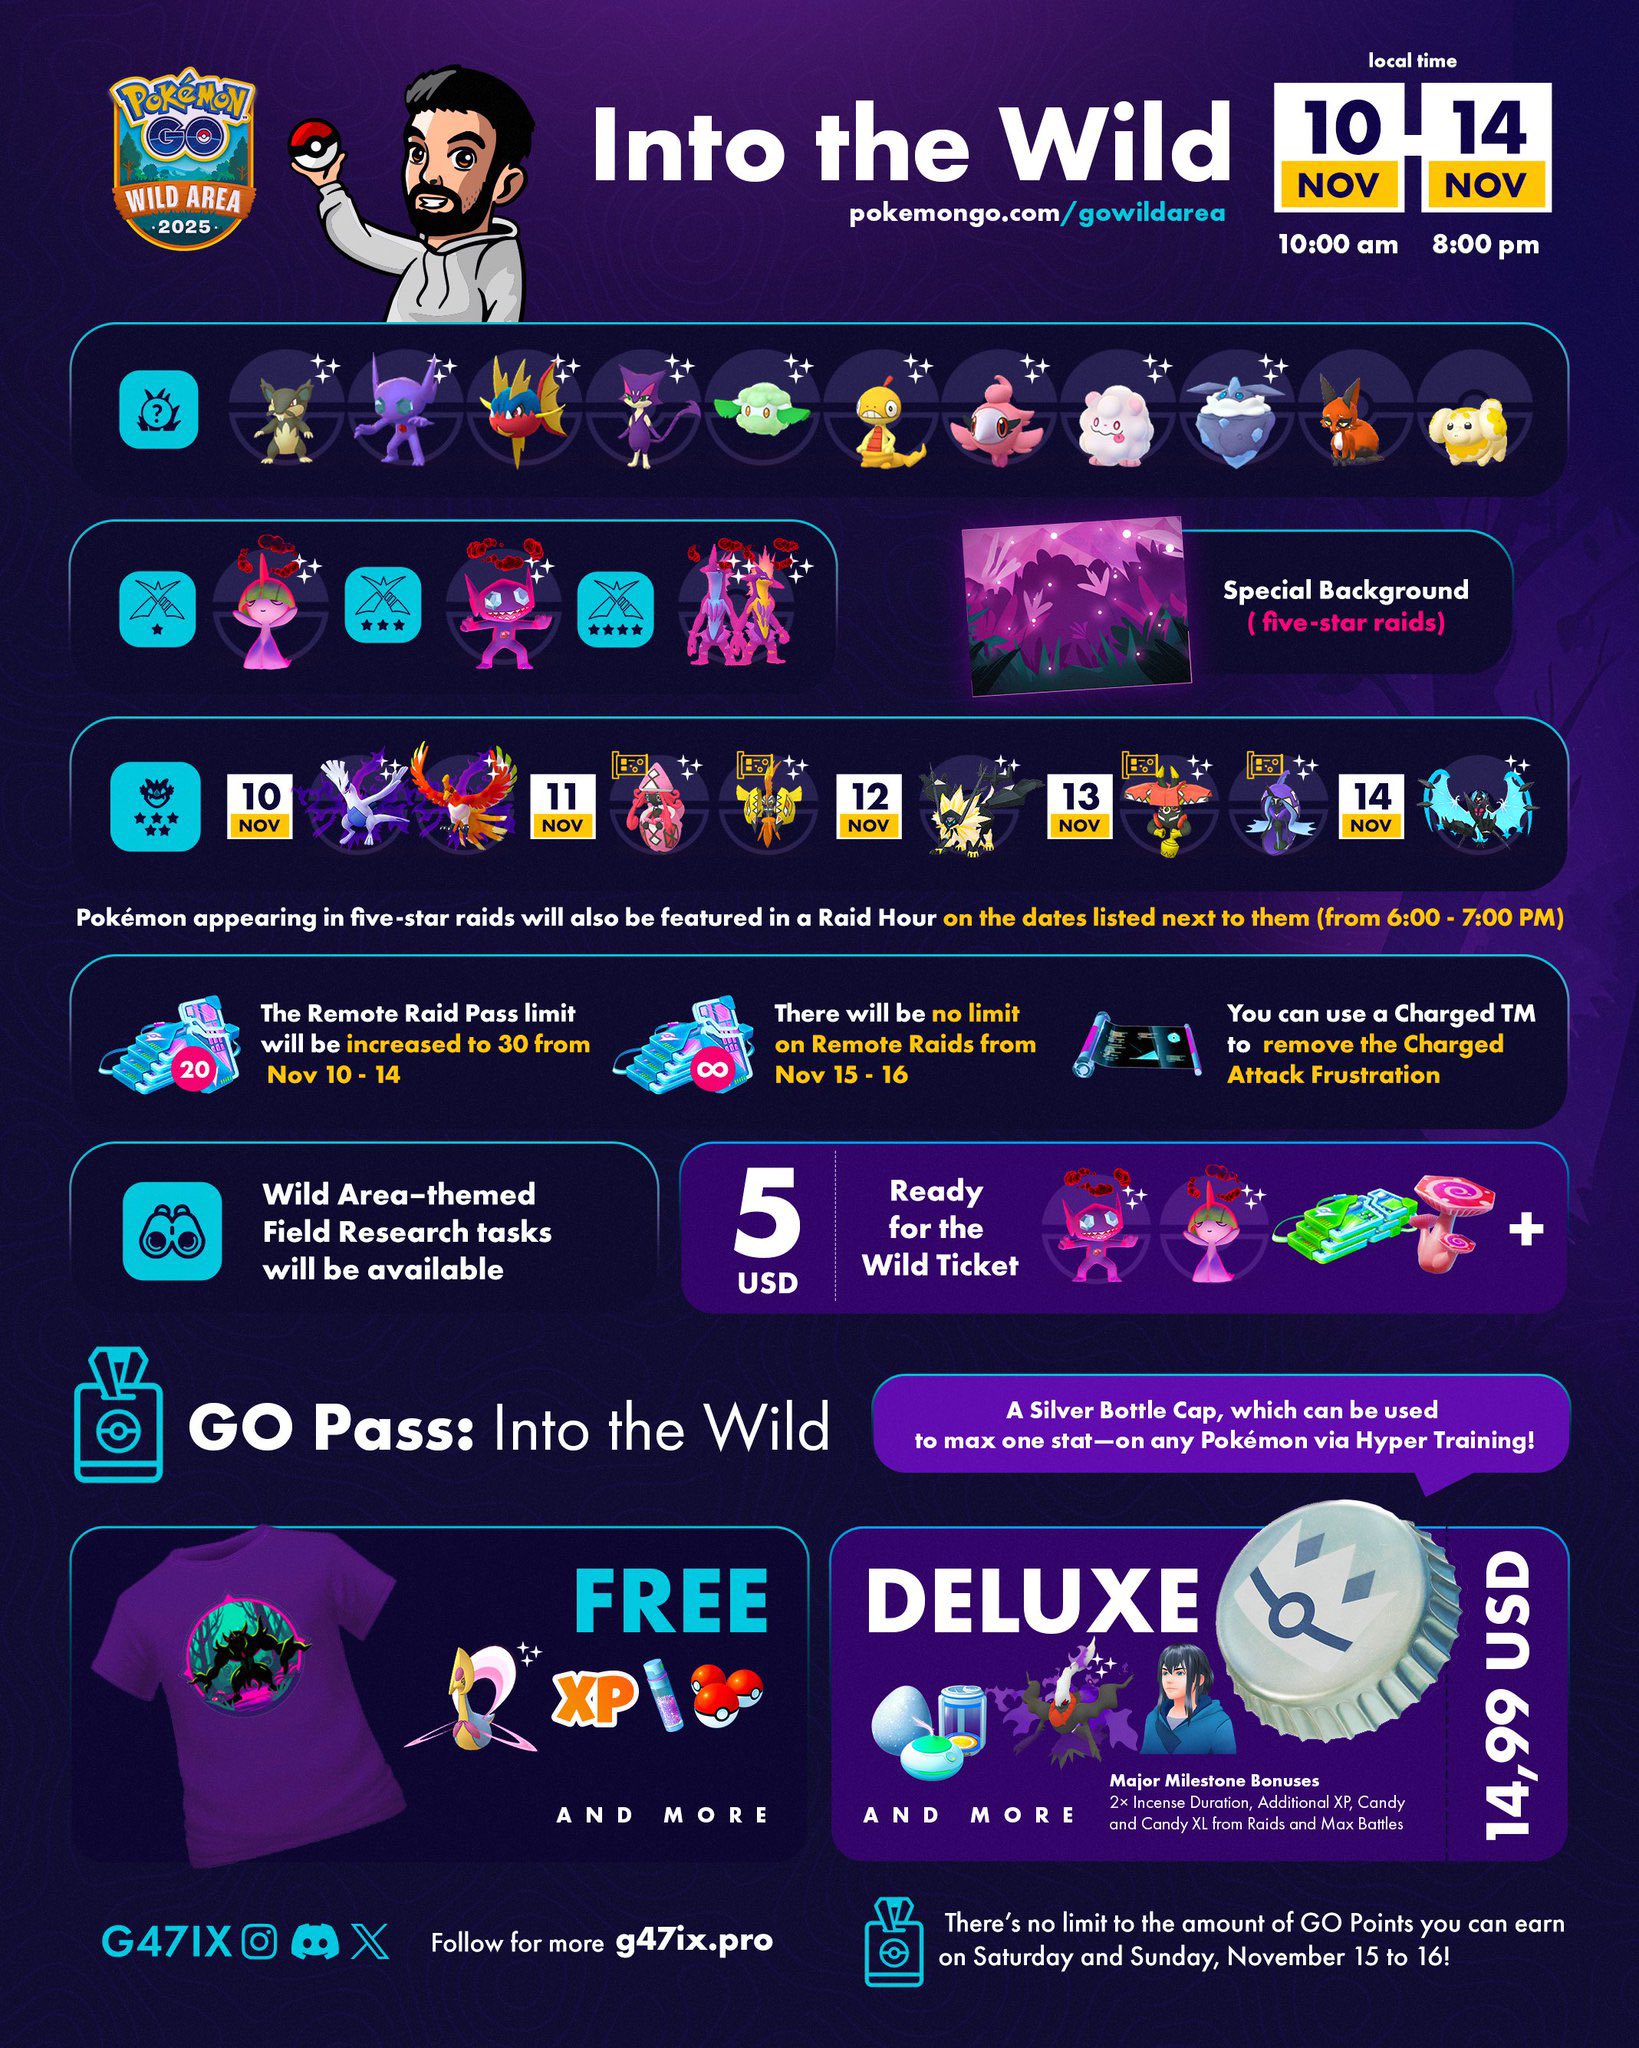 POKéMON
GO
WILD AREA
·2025·
Into the Wild
pokemongo.com/gowildarea
local time
10
NOV
14
NOV
10:00 am
8:00 pm
?
Special Background
( five-star raids)
10
NOV
11
NOV
12
NOV
13
NOV
14
NOV
Pokémon appearing in five-star raids will also be featured in a Raid Hour on the dates listed next to them (from 6:00 - 7:00 PM)
20
The Remote Raid Pass limit
will be increased to 30 from
Nov 10 - 14
∞
There will be no limit
on Remote Raids from
Nov 15 - 16
You can use a Charged TM
to remove the Charged
Attack Frustration
Wild Area–themed
Field Research tasks
will be available
5
USD
Ready
for the
Wild Ticket
+
GO Pass: Into the Wild
A Silver Bottle Cap, which can be used
to max one stat—on any Pokémon via Hyper Training!
FREE
XP
AND MORE
DELUXE
AND MORE
Major Milestone Bonuses
2× Incense Duration, Additional XP, Candy
and Candy XL from Raids and Max Battles
14,99 USD
G47IX
Follow for more g47ix.pro
There's no limit to the amount of GO Points you can earn
on Saturday and Sunday, November 15 to 16!